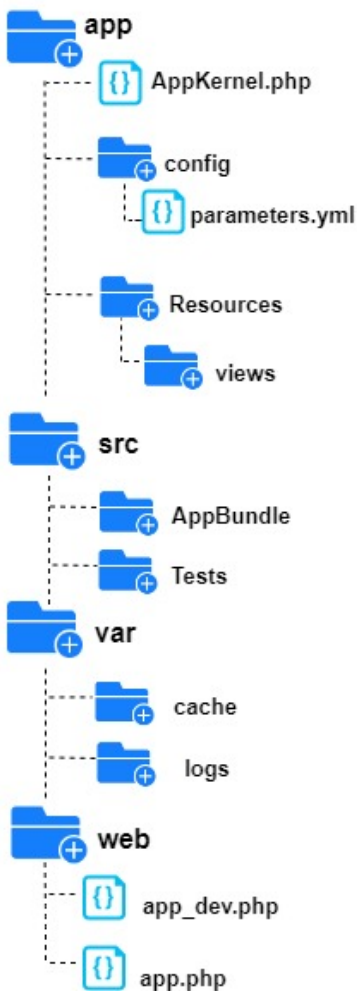 app
AppKernel.php
config
parameters.yml
Resources
views
src
AppBundle
Tests
var
cache
logs
web
app_dev.php
app.php